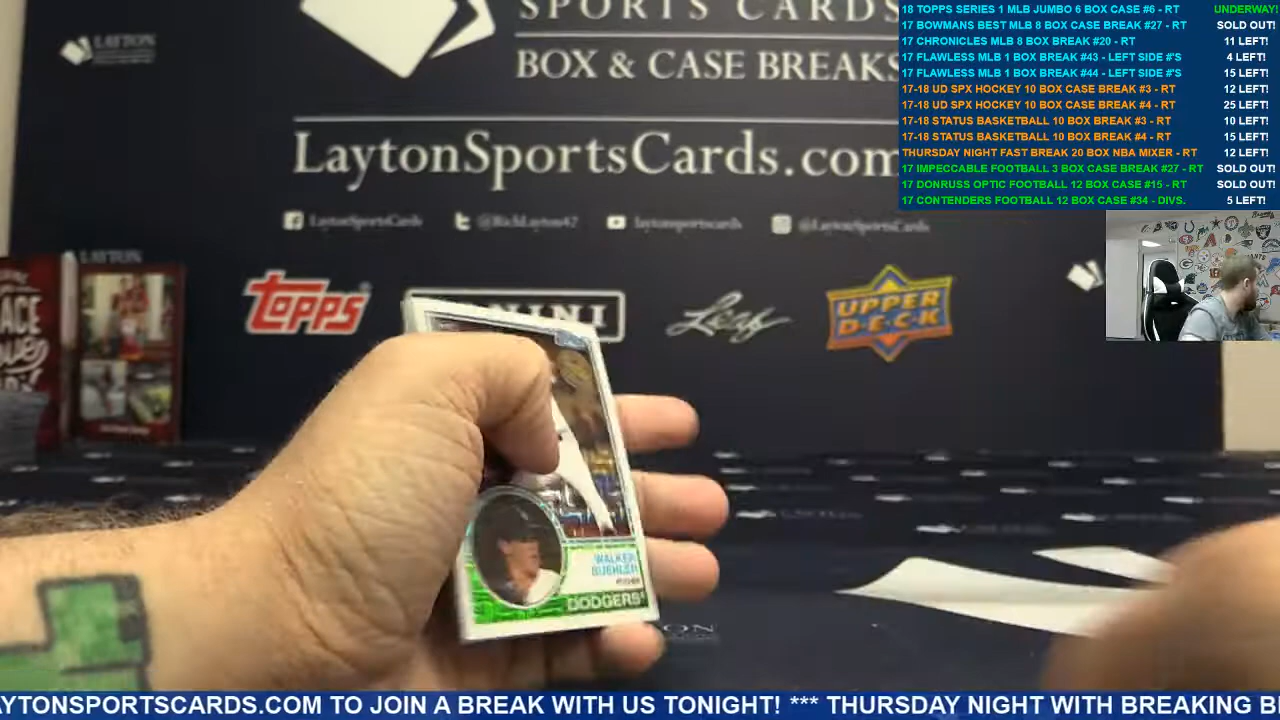 SPORTS CARDS
BOX & CASE BREAKS
LaytonSportsCards.com
LaytonSportsCards
@RichLayton47
laytonsportscards
@LaytonSportsCards
LAYTON
LAYTON
TOPPS
PANINI
Leaf
UPPER DECK
WALKER
BUEHLER
PITCHER
DODGERS
18 TOPPS SERIES 1 MLB JUMBO 6 BOX CASE #6 - RT UNDERWAY!
17 BOWMANS BEST MLB 8 BOX CASE BREAK #27 - RT SOLD OUT!
17 CHRONICLES MLB 8 BOX BREAK #20 - RT 11 LEFT!
17 FLAWLESS MLB 1 BOX BREAK #43 - LEFT SIDE #'S 4 LEFT!
17 FLAWLESS MLB 1 BOX BREAK #44 - LEFT SIDE #'S 15 LEFT!
17-18 UD SPX HOCKEY 10 BOX CASE BREAK #3 - RT 12 LEFT!
17-18 UD SPX HOCKEY 10 BOX CASE BREAK #4 - RT 25 LEFT!
17-18 STATUS BASKETBALL 10 BOX BREAK #3 - RT 10 LEFT!
17-18 STATUS BASKETBALL 10 BOX BREAK #4 - RT 15 LEFT!
THURSDAY NIGHT FAST BREAK 20 BOX NBA MIXER - RT 12 LEFT!
17 IMPECCABLE FOOTBALL 3 BOX CASE BREAK #27 - RT SOLD OUT!
17 DONRUSS OPTIC FOOTBALL 12 BOX CASE #15 - RT SOLD OUT!
17 CONTENDERS FOOTBALL 12 BOX CASE #34 - DIVS. 5 LEFT!
AYTONSPORTSCARDS.COM TO JOIN A BREAK WITH US TONIGHT! *** THURSDAY NIGHT WITH BREAKING B